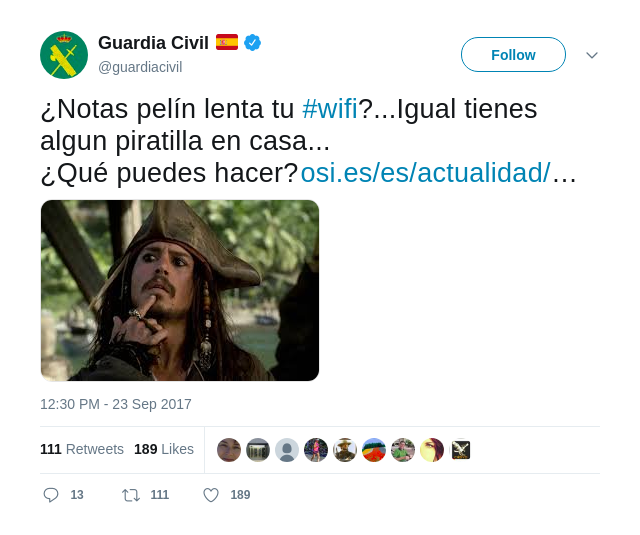 Guardia Civil
@guardiacivil
Follow
¿Notas pelín lenta tu #wifi?...Igual tienes
algun piratilla en casa...
¿Qué puedes hacer?osi.es/es/actualidad/…
12:30 PM - 23 Sep 2017
111 Retweets 189 Likes
13 111 189